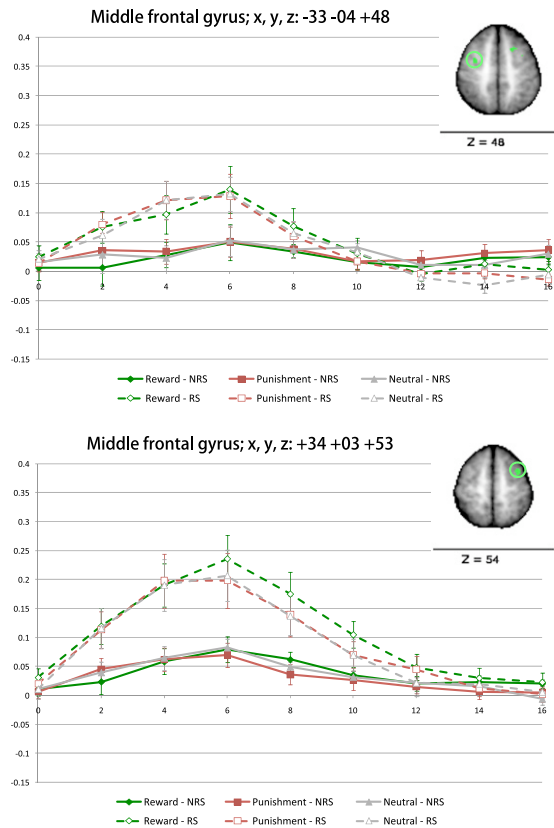 Middle frontal gyrus; x, y, z: -33 -04 +48
0.4
0.35
0.3
0.25
0.2
0.15
0.1
0.05
0
-0.05
-0.1
-0.15
0 2 4 6 8 10 12 14 16
Z = 48
Reward - NRS Punishment - NRS Neutral - NRS
Reward - RS Punishment - RS Neutral - RS
Middle frontal gyrus; x, y, z: +34 +03 +53
0.4
0.35
0.3
0.25
0.2
0.15
0.1
0.05
0
-0.05
-0.1
-0.15
0 2 4 6 8 10 12 14 16
Z = 54
Reward - NRS Punishment - NRS Neutral - NRS
Reward - RS Punishment - RS Neutral - RS